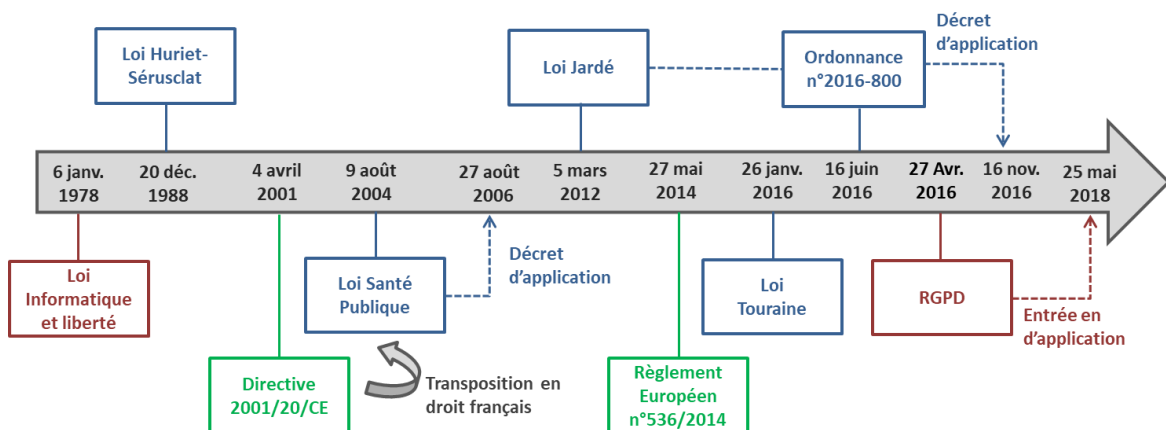 Loi Huriet-
Sérusclat
Loi Jardé
Ordonnance
n°2016-800
Décret
d'application
6 janv.
1978
20 déc.
1988
4 avril
2001
9 août
2004
27 août
2006
5 mars
2012
27 mai
2014
26 janv.
2016
16 juin
2016
27 Avr.
2016
16 nov.
2016
25 mai
2018
Loi
Informatique
et liberté
Loi Santé
Publique
Décret
d'application
Loi
Touraine
RGPD
Entrée en
d'application
Directive
2001/20/CE
Transposition en
droit français
Règlement
Européen
n°536/2014